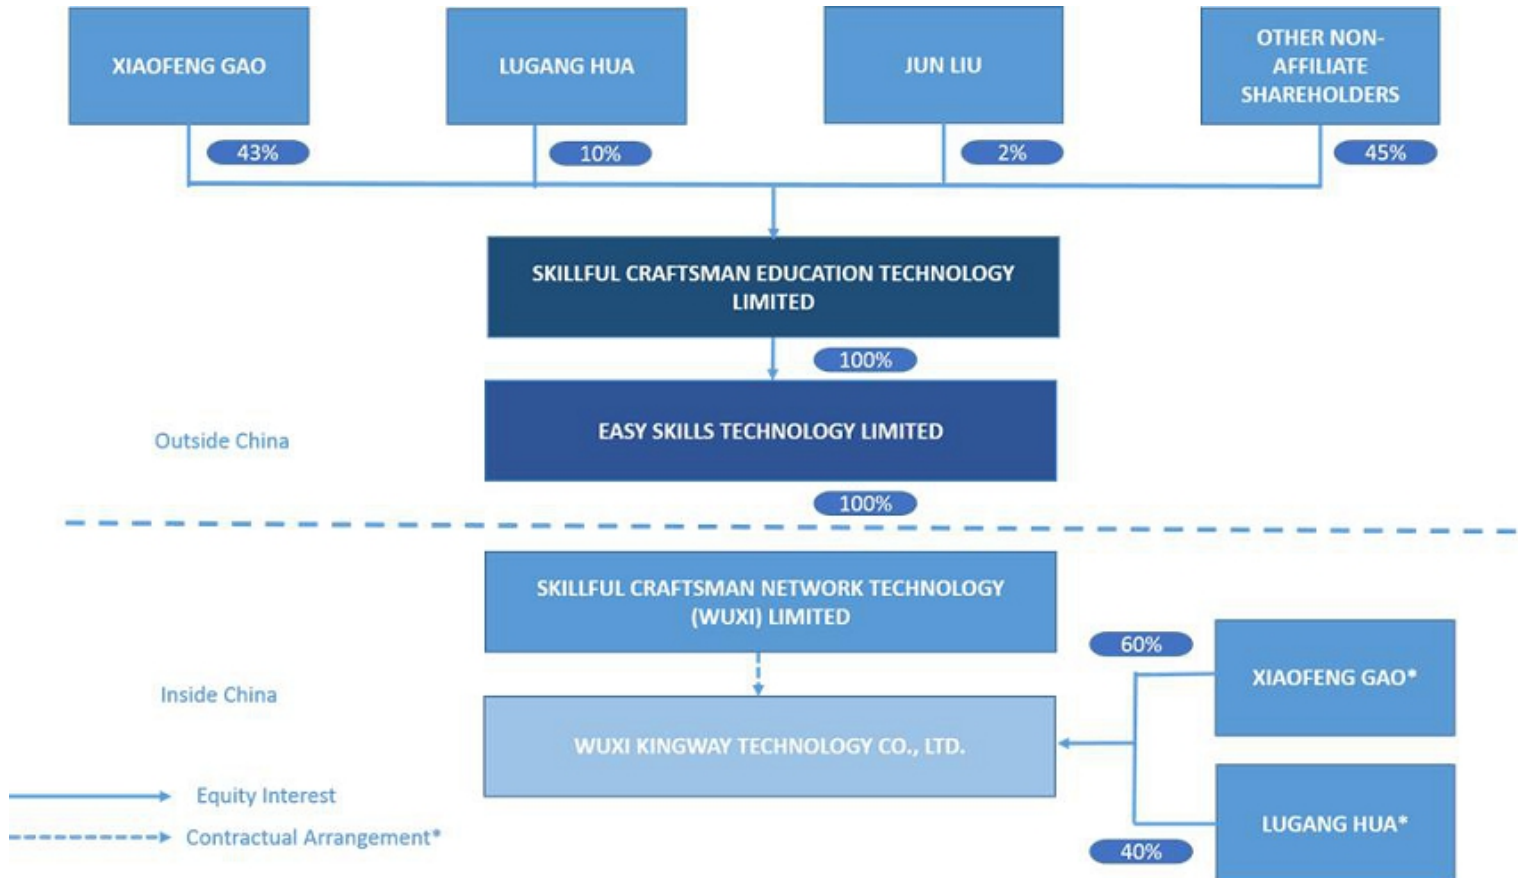 XIAOFENG GAO
LUGANG HUA
JUN LIU
OTHER NON-
AFFILIATE
SHAREHOLDERS
43%
10%
2%
45%
SKILLFUL CRAFTSMAN EDUCATION TECHNOLOGY
LIMITED
100%
EASY SKILLS TECHNOLOGY LIMITED
Outside China
100%
SKILLFUL CRAFTSMAN NETWORK TECHNOLOGY
(WUXI) LIMITED
60%
XIAOFENG GAO*
Inside China
WUXI KINGWAY TECHNOLOGY CO., LTD.
Equity Interest
Contractual Arrangement*
LUGANG HUA*
40%